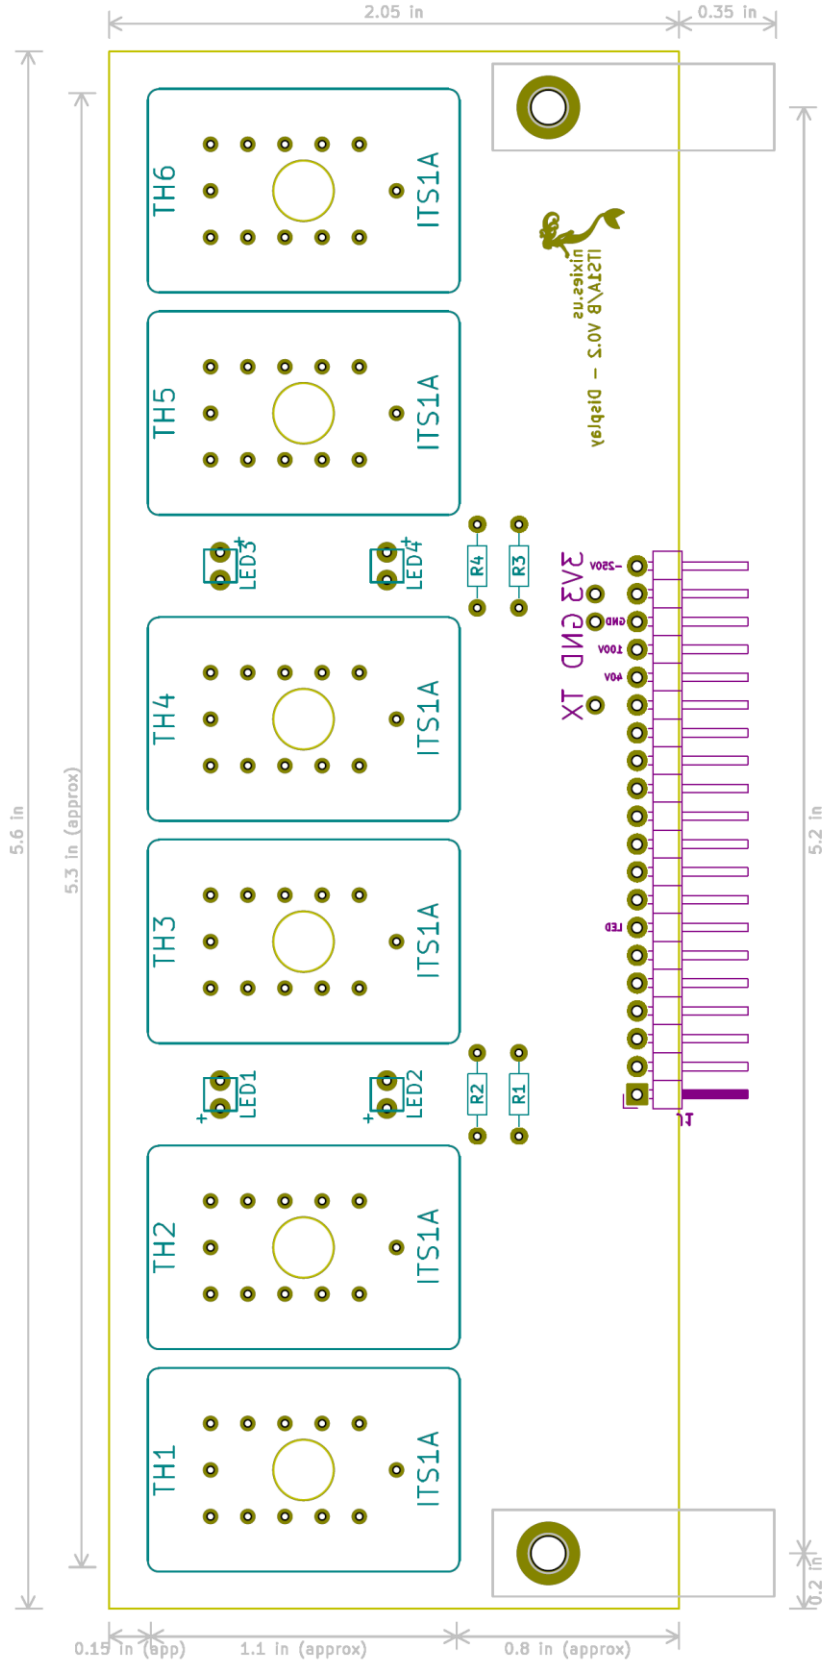 2.05 in
0.35 in
TH6
ITS1A
nixies.us
ITS1A/B V0.2 - Display
TH5
ITS1A
LED3
+
LED4
+
R4
R3
3V3
GND
TX
-250V
GND
100V
40V
TH4
ITS1A
5.6 in
5.3 in (approx)
5.2 in
TH3
ITS1A
LED
LED1
+
LED2
+
R2
R1
J1
TH2
ITS1A
TH1
ITS1A
0.2 in
0.15 in (app)
1.1 in (approx)
0.8 in (approx)